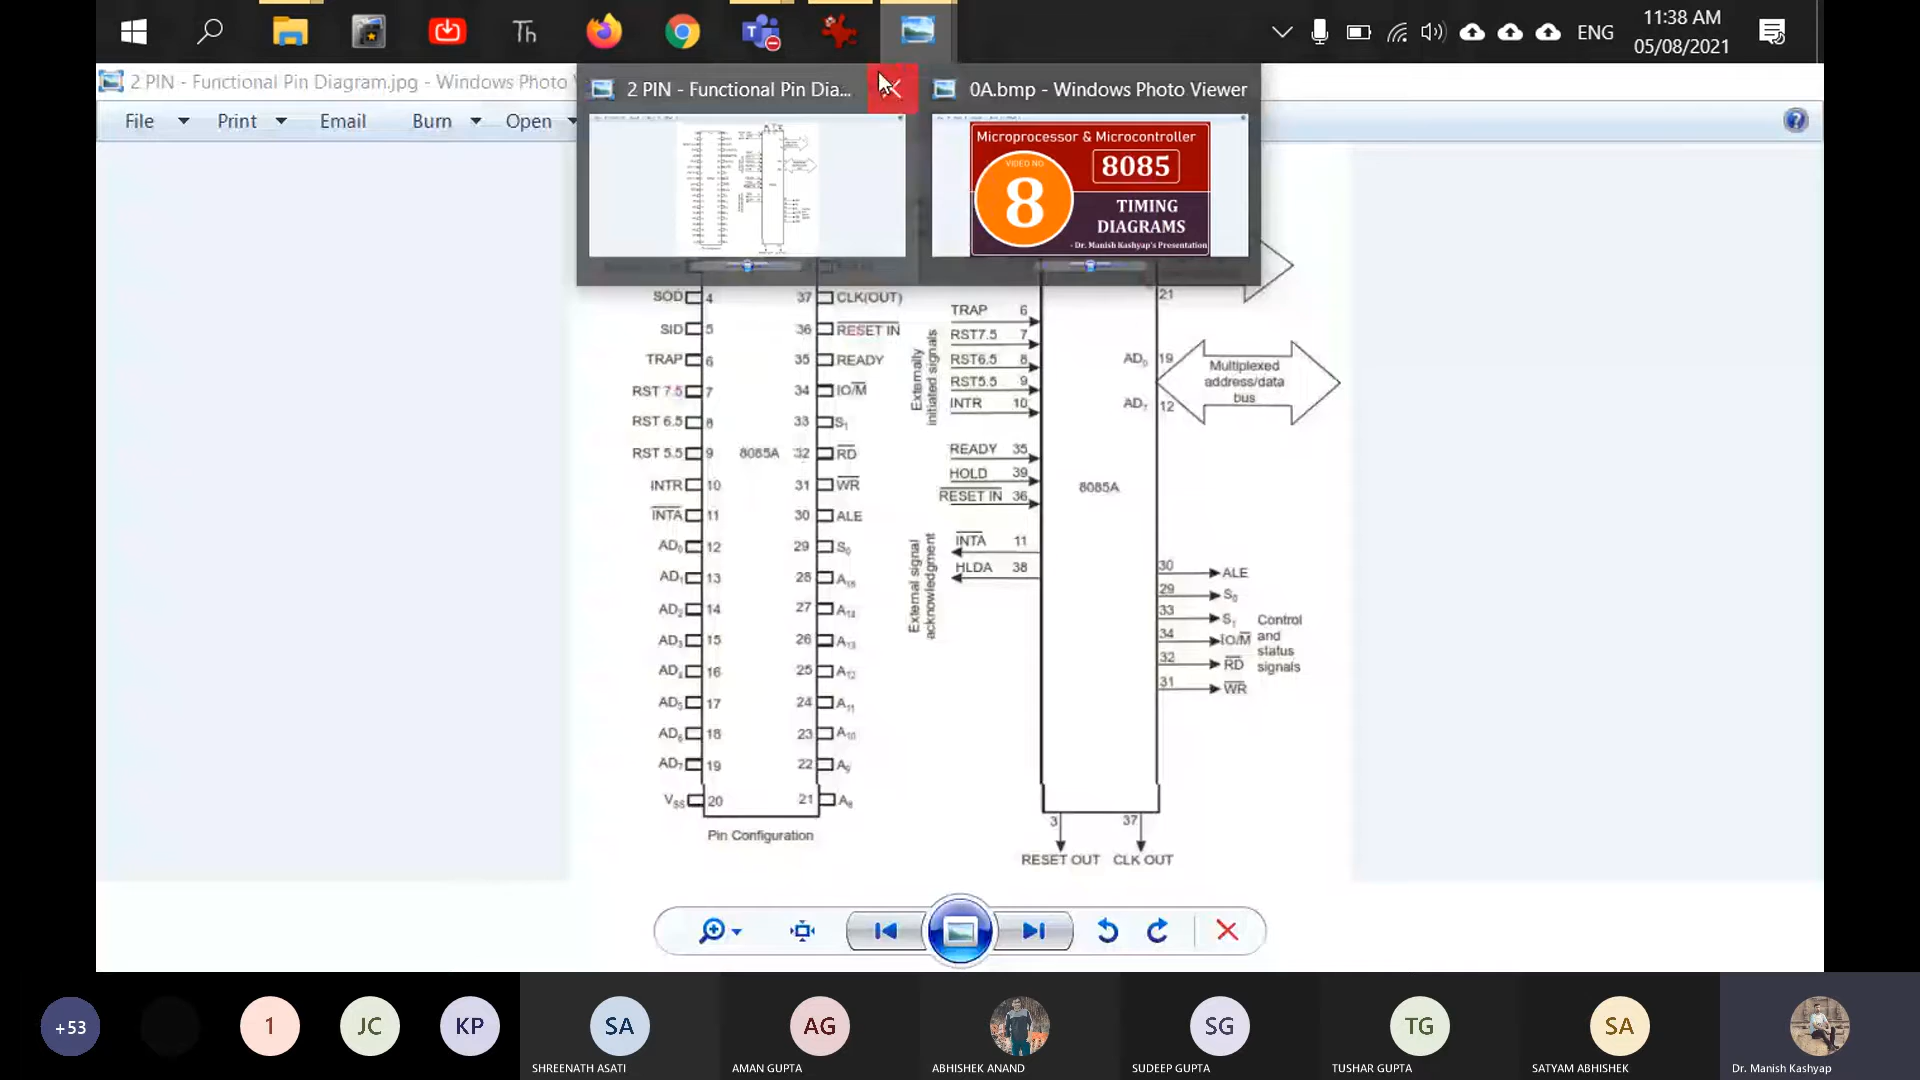 Th
ENG
11:38 AM
05/08/2021
2 PIN - Functional Pin Diagram.jpg - Windows Photo
File
Print
Email
Burn
Open
2 PIN - Functional Pin Dia...
0A.bmp - Windows Photo Viewer
Microprocessor & Microcontroller
VIDEO NO
8
8085
TIMING
DIAGRAMS
- Dr. Manish Kashyap's Presentation
SOD 4
37 CLK(OUT)
SID 5
36 RESET IN
TRAP 6
35 READY
RST 7.5 7
34 IO/M
RST 6.5 8
33 S1
RST 5.5 9
8085A
32 RD
INTR 10
31 WR
INTA 11
30 ALE
AD0 12
29 S0
AD1 13
28 A15
AD2 14
27 A14
AD3 15
26 A13
AD4 16
25 A12
AD5 17
24 A11
AD6 18
23 A10
AD7 19
22 A9
VSS 20
21 A8
Pin Configuration
Externally
initiated signals
TRAP 6
RST7.5 7
RST6.5 8
RST5.5 9
INTR 10
READY 35
HOLD 39
RESET IN 36
External signal
acknowledgment
INTA 11
HLDA 38
8085A
21
AD0 19
AD7 12
Multiplexed
address/data
bus
30 ALE
29 S0
33 S1
34 IO/M
32 RD
31 WR
Control
and
status
signals
3
37
RESET OUT
CLK OUT
+53
1
JC
KP
SA
SHREENATH ASATI
AG
AMAN GUPTA
ABHISHEK ANAND
SG
SUDEEP GUPTA
TG
TUSHAR GUPTA
SA
SATYAM ABHISHEK
Dr. Manish Kashyap